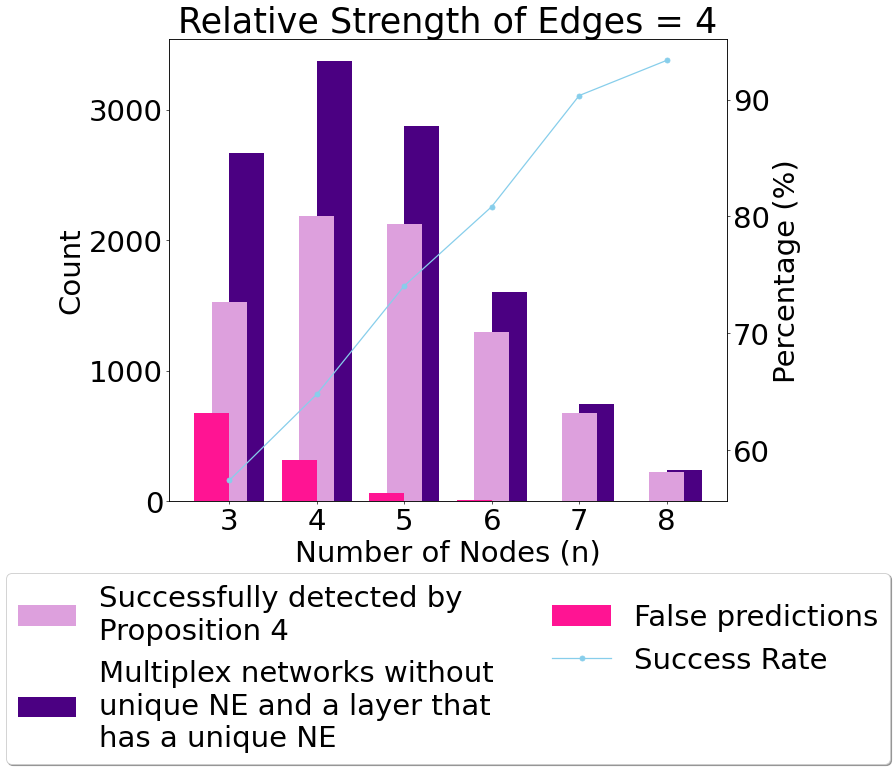 Relative Strength of Edges = 4
3000
2000
1000
0
Count
90
80
70
60
Percentage (%)
3 4 5 6 7 8
Number of Nodes (n)
Successfully detected by
Proposition 4
Multiplex networks without
unique NE and a layer that
has a unique NE
False predictions
Success Rate